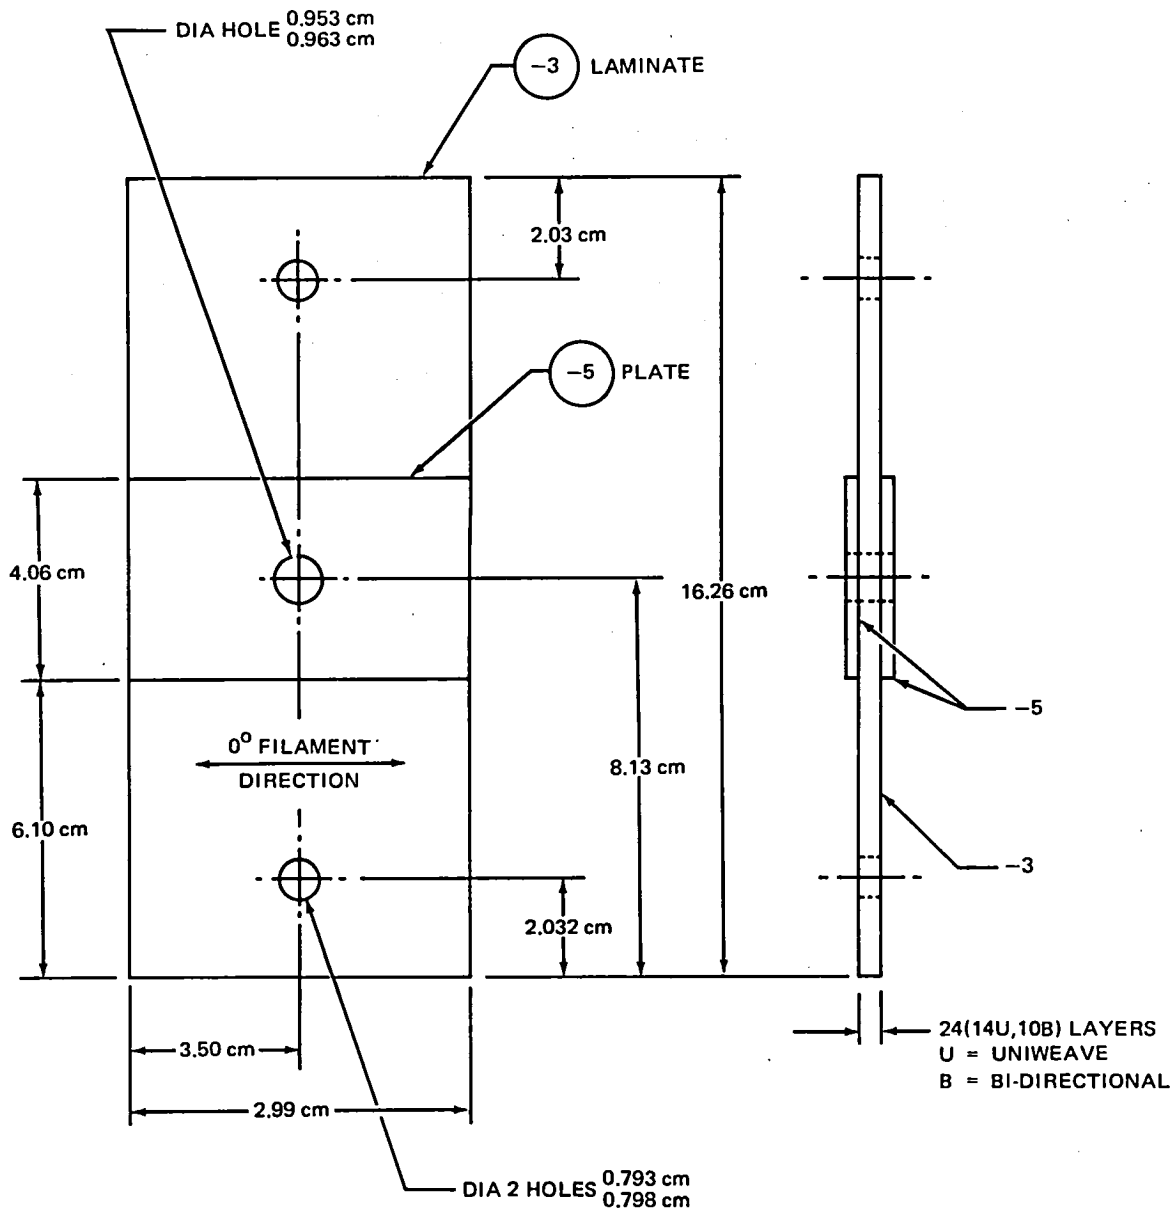 DIA HOLE 0.953 cm
0.963 cm
-3 LAMINATE
2.03 cm
-5 PLATE
4.06 cm
16.26 cm
-5
0° FILAMENT
DIRECTION
8.13 cm
6.10 cm
-3
2.032 cm
24(14U,10B) LAYERS
U = UNIWEAVE
B = BI-DIRECTIONAL
3.50 cm
2.99 cm
DIA 2 HOLES 0.793 cm
0.798 cm